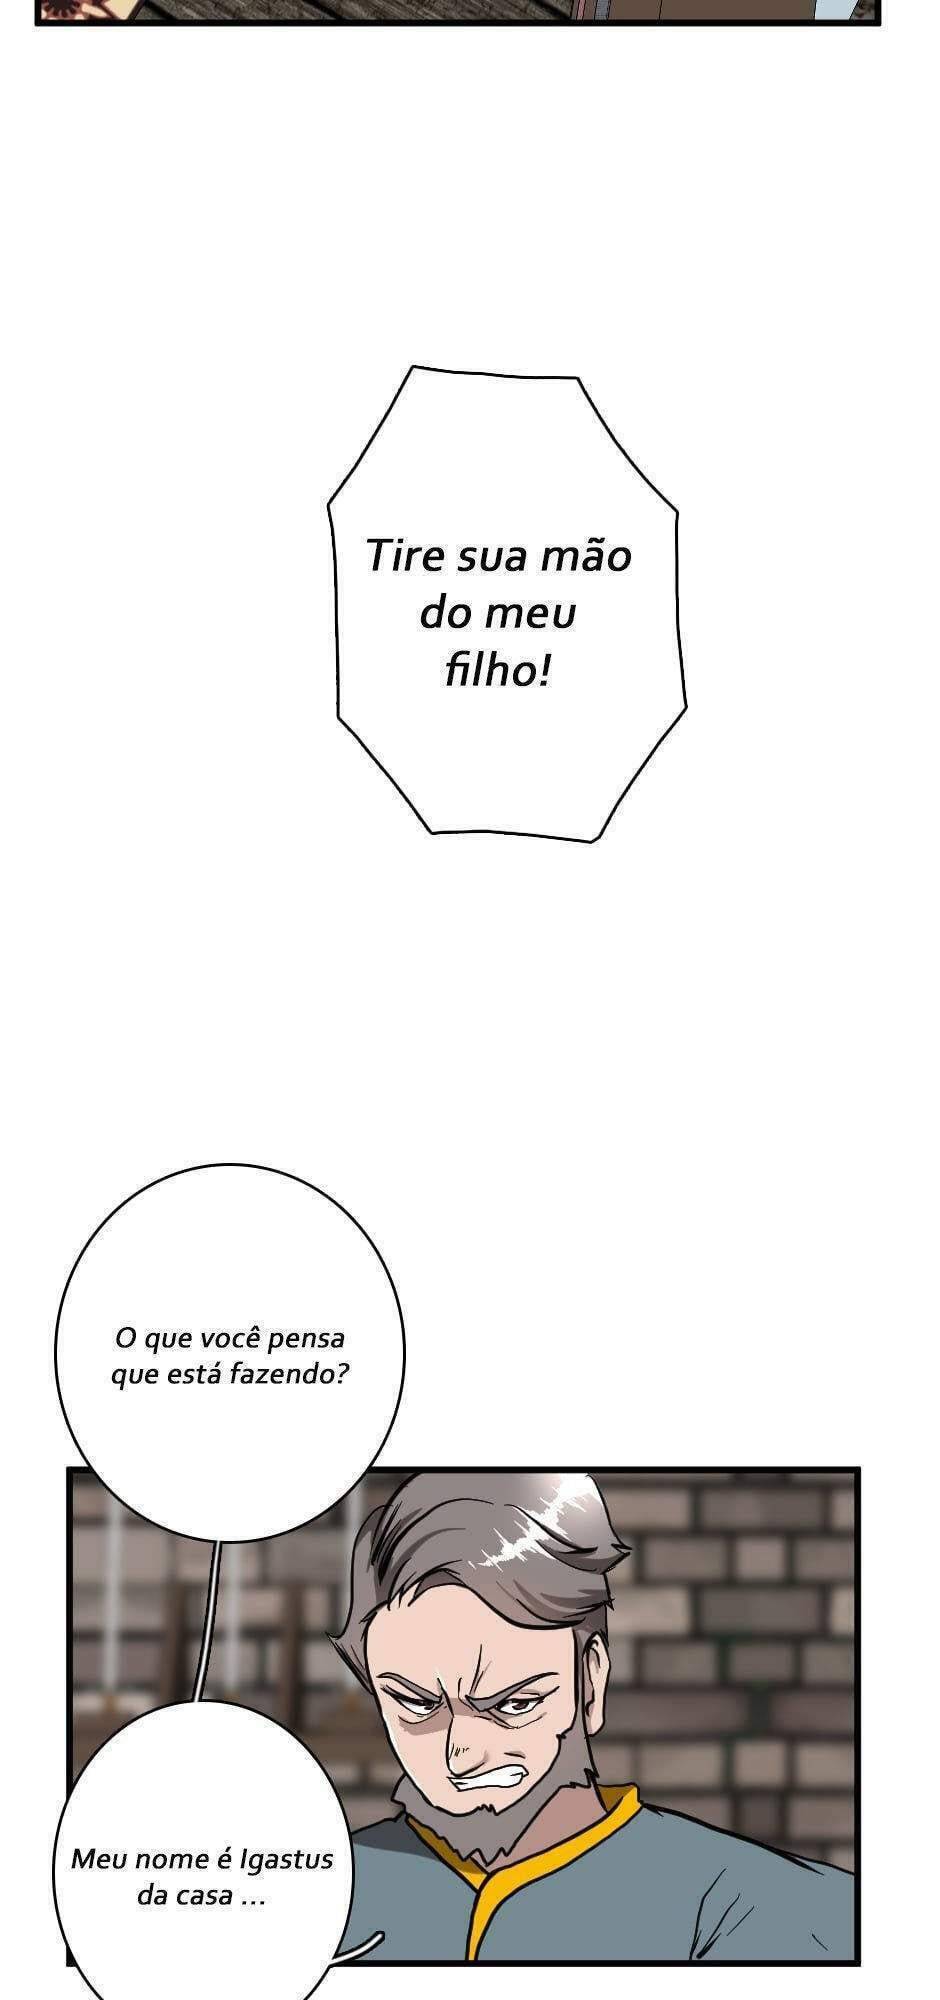 Tire sua mão
do meu
filho!
O que você pensa
que está fazendo?
Meu nome é Igastus
da casa ...